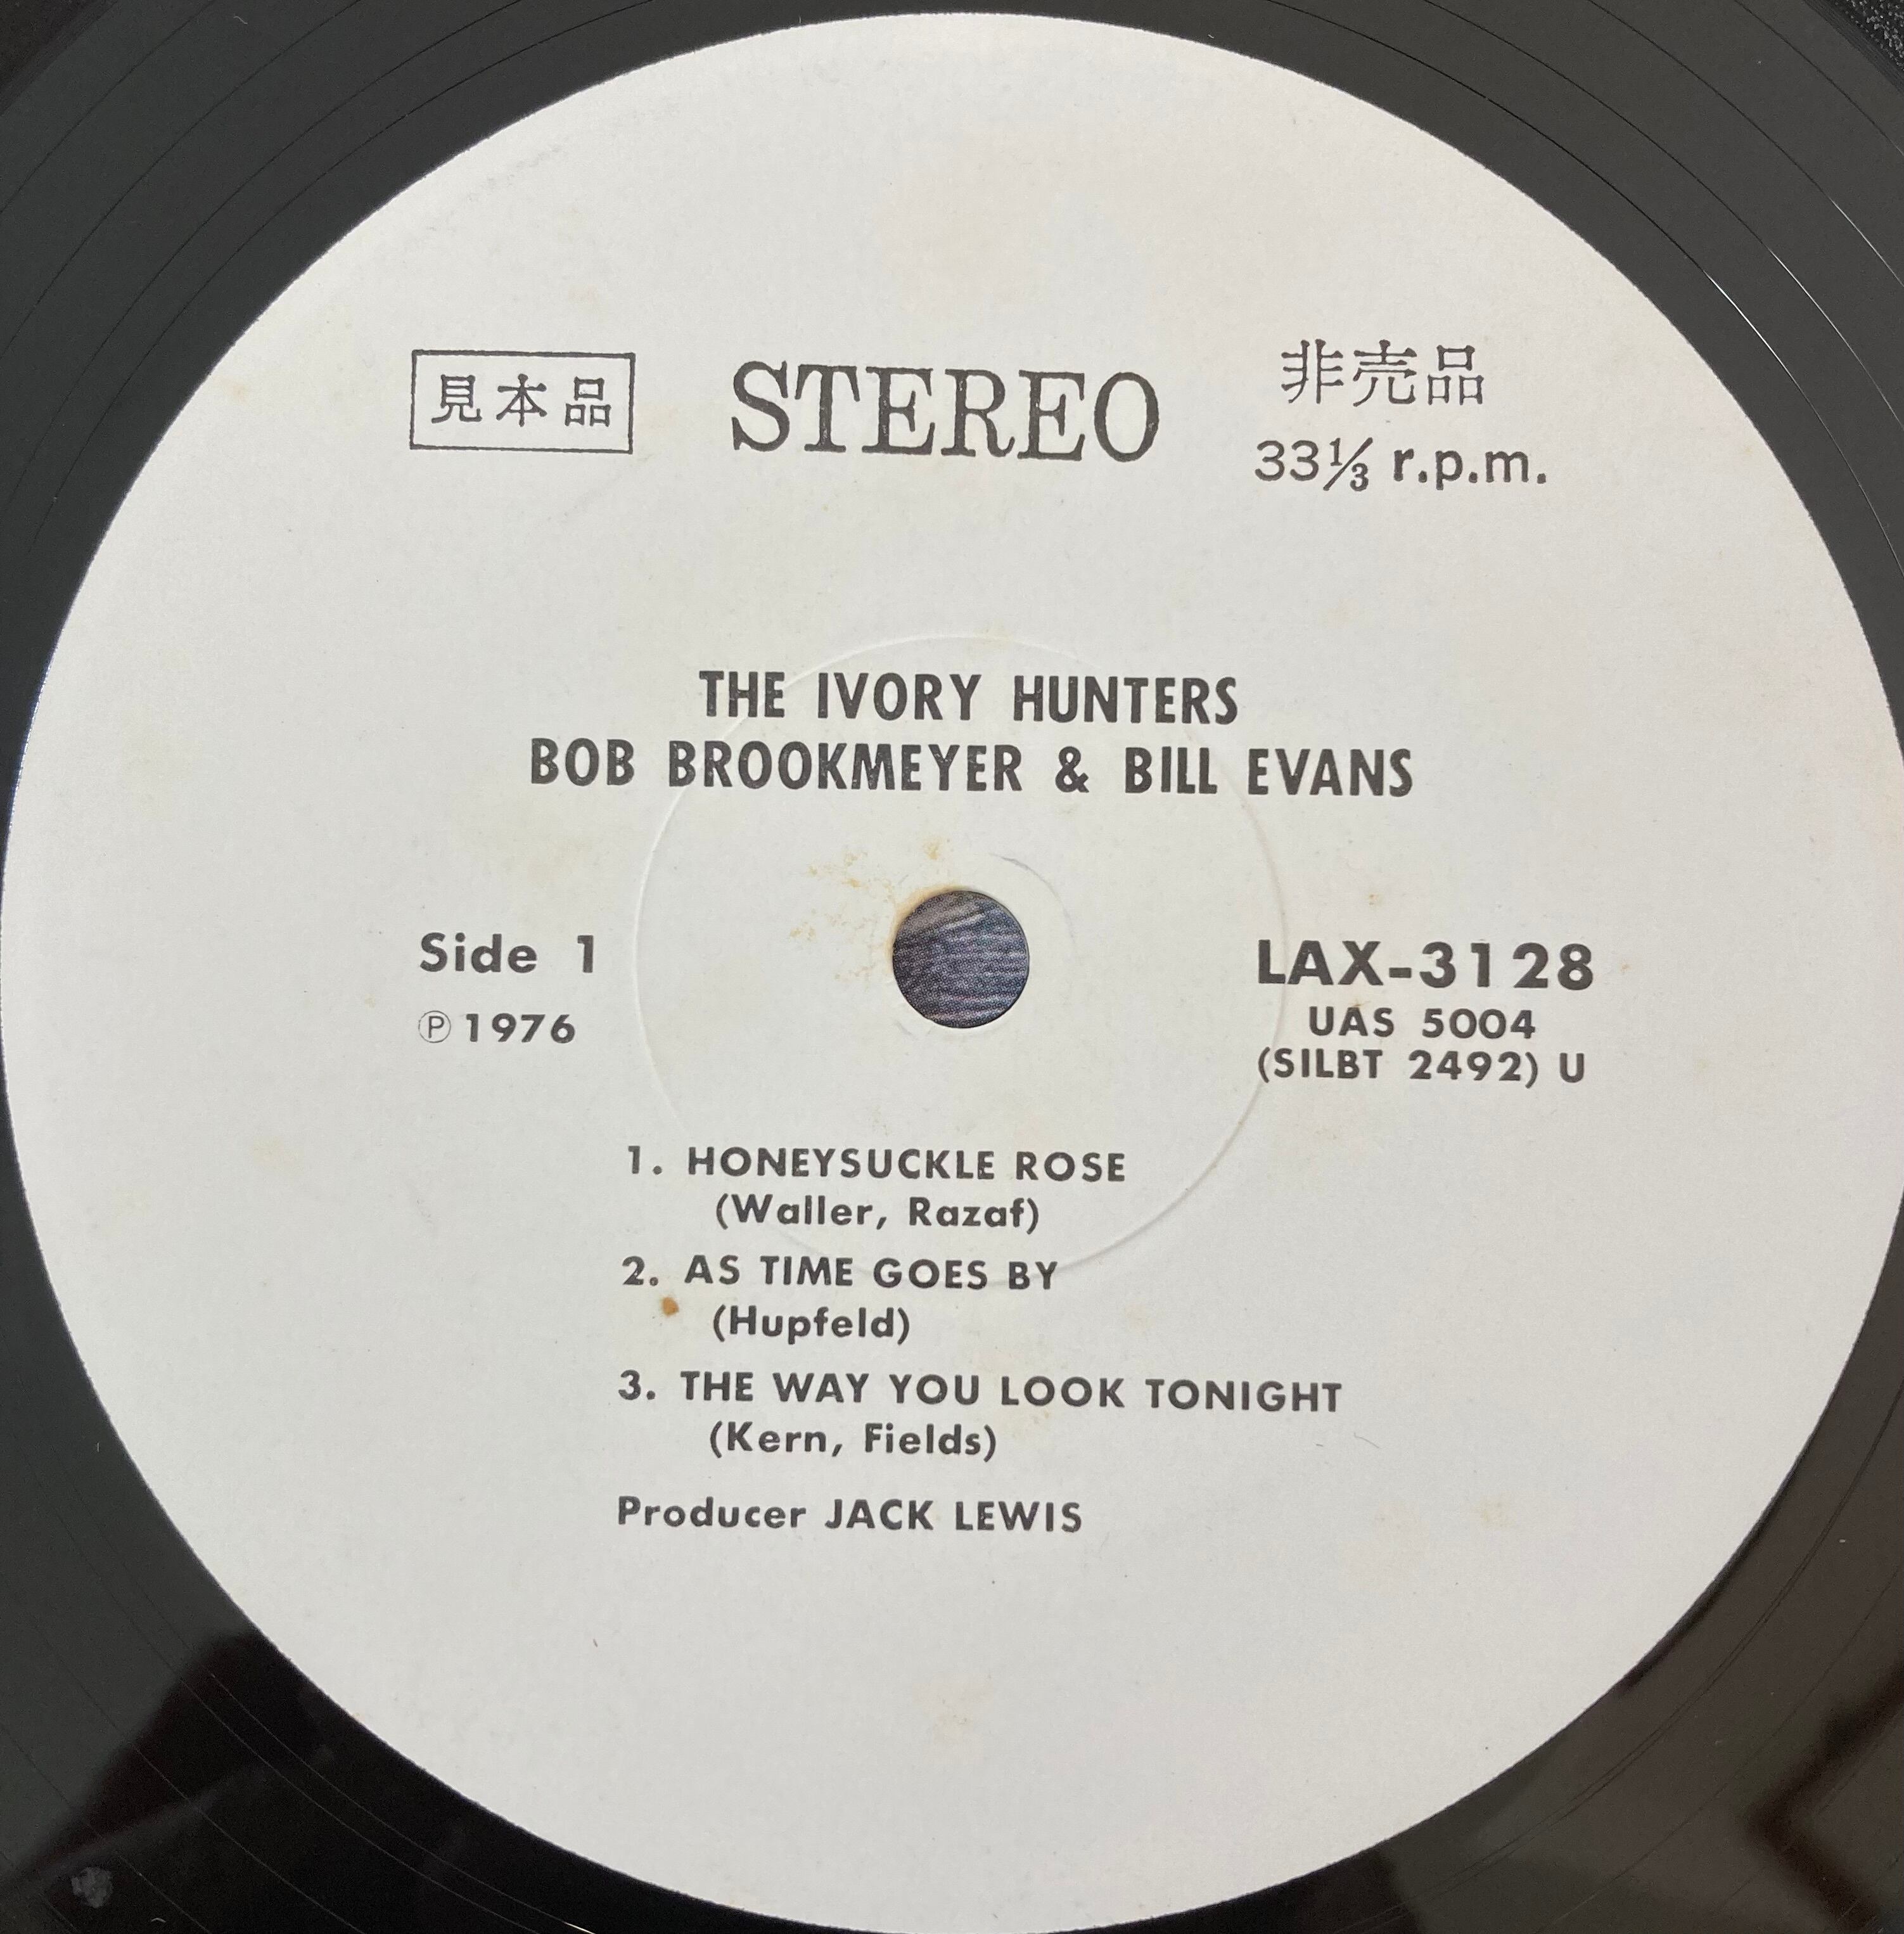 見本品 STEREO 非売品
33⅓ r.p.m.
THE IVORY HUNTERS
BOB BROOKMEYER & BILL EVANS
Side 1
Ⓟ1976
LAX-3128
UAS 5004
(SILBT 2492) U
1. HONEYSUCKLE ROSE
(Waller, Razaf)
2. AS TIME GOES BY
(Hupfeld)
3. THE WAY YOU LOOK TONIGHT
(Kern, Fields)
Producer JACK LEWIS